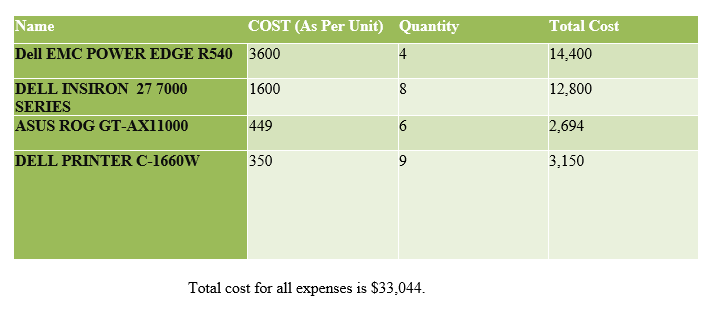 Name COST (As Per Unit) Quantity Total Cost
Dell EMC POWER EDGE R540 3600 4 14,400
DELL INSIRON 27 7000 1600 8 12,800
SERIES
ASUS ROG GT-AX11000 449 6 2,694
DELL PRINTER C-1660W 350 9 3,150
Total cost for all expenses is $33,044.